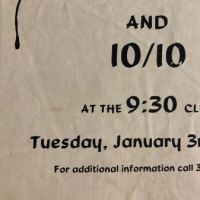 AND
10/10
AT THE 9:30 CL
Tuesday, January 3r
For additional information call 3